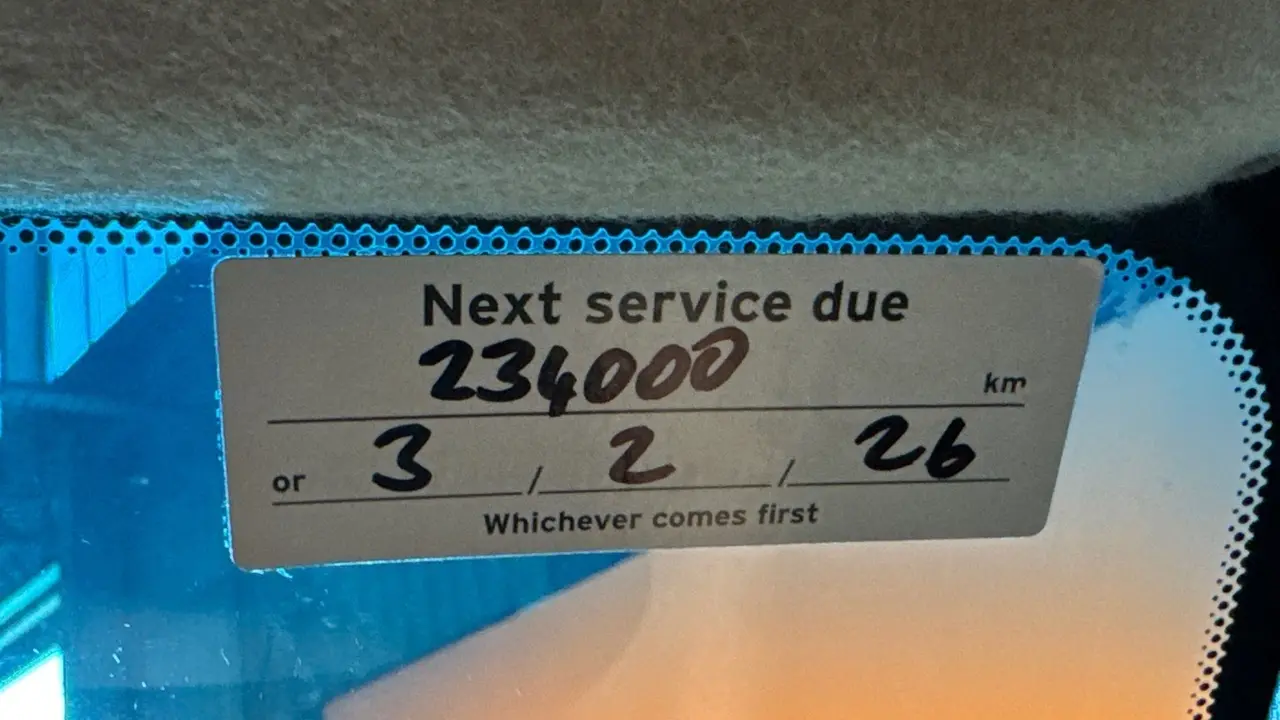 Next service due
234000 km
or 3 / 2 / 26
Whichever comes first